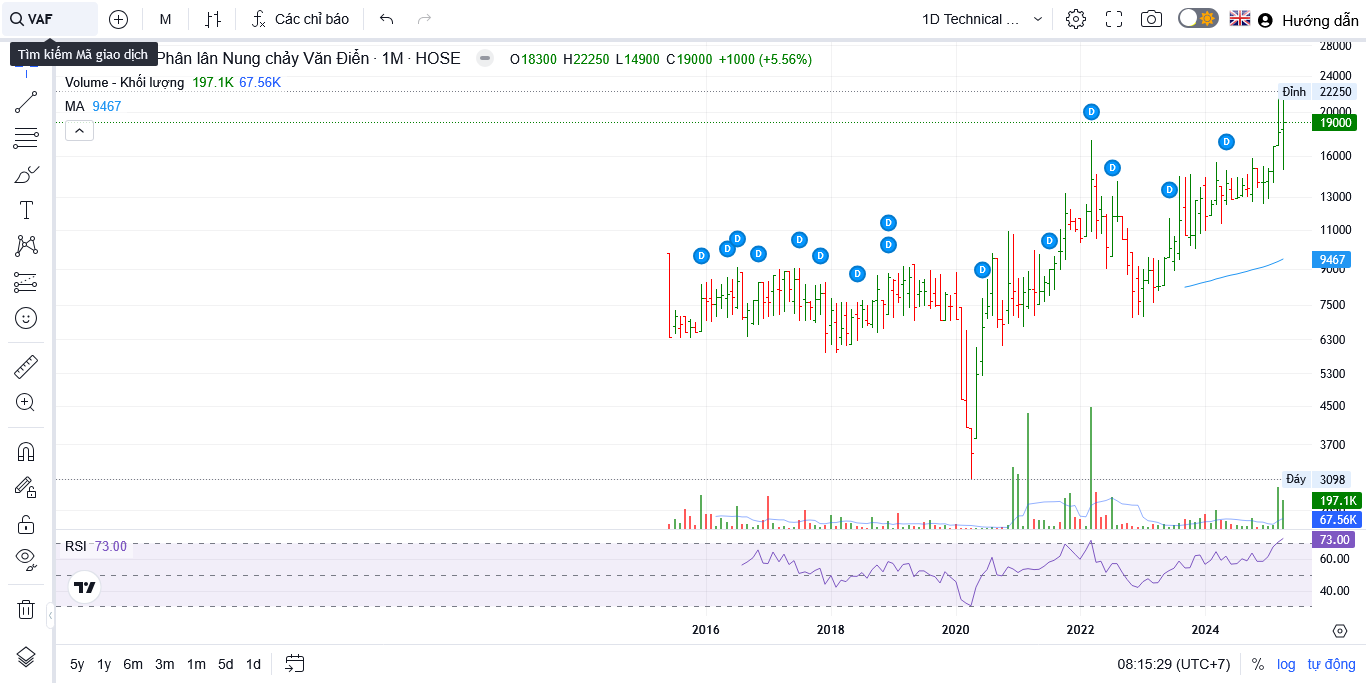 VAF M Các chỉ báo 1D Technical ... Hướng dẫn
Tìm kiếm Mã giao dịch
Phân lân Nung chảy Văn Điển · 1M · HOSE O18300 H22250 L14900 C19000 +1000 (+5.56%)
Volume - Khối lượng 197.1K 67.56K
MA 9467
28000
24000
Đỉnh 22250
20000
19000
16000
13000
11000
9467
9000
7500
6300
5300
4500
3700
Đáy 3098
197.1K
67.56K
D D D D D D D D D D D D D D D
RSI 73.00
73.00
60.00
40.00
2016 2018 2020 2022 2024
5y 1y 6m 3m 1m 5d 1d 08:15:29 (UTC+7) % log tự động